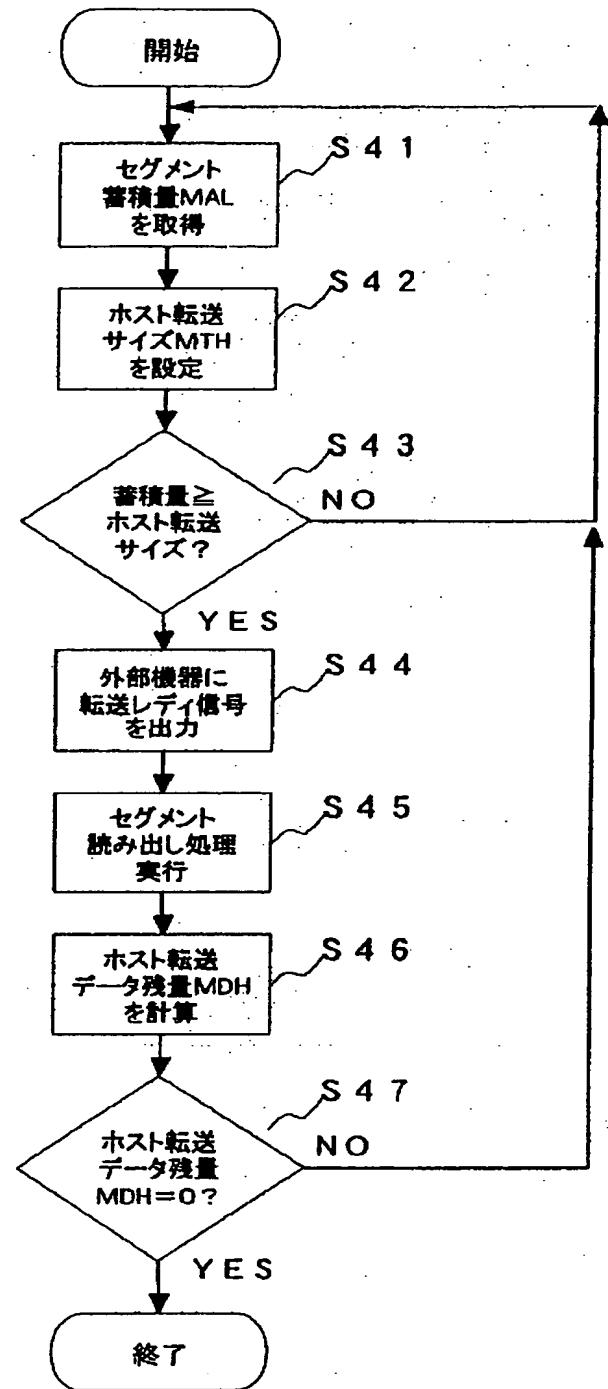 開始
セグメント
蓄積量MAL
を取得
S41
ホスト転送
サイズMTH
を設定
S42
蓄積量≧
ホスト転送
サイズ?
S43
NO
YES
外部機器に
転送レディ信号
を出力
S44
セグメント
読み出し処理
実行
S45
ホスト転送
データ残量MDH
を計算
S46
ホスト転送
データ残量
MDH=0?
S47
NO
YES
終了